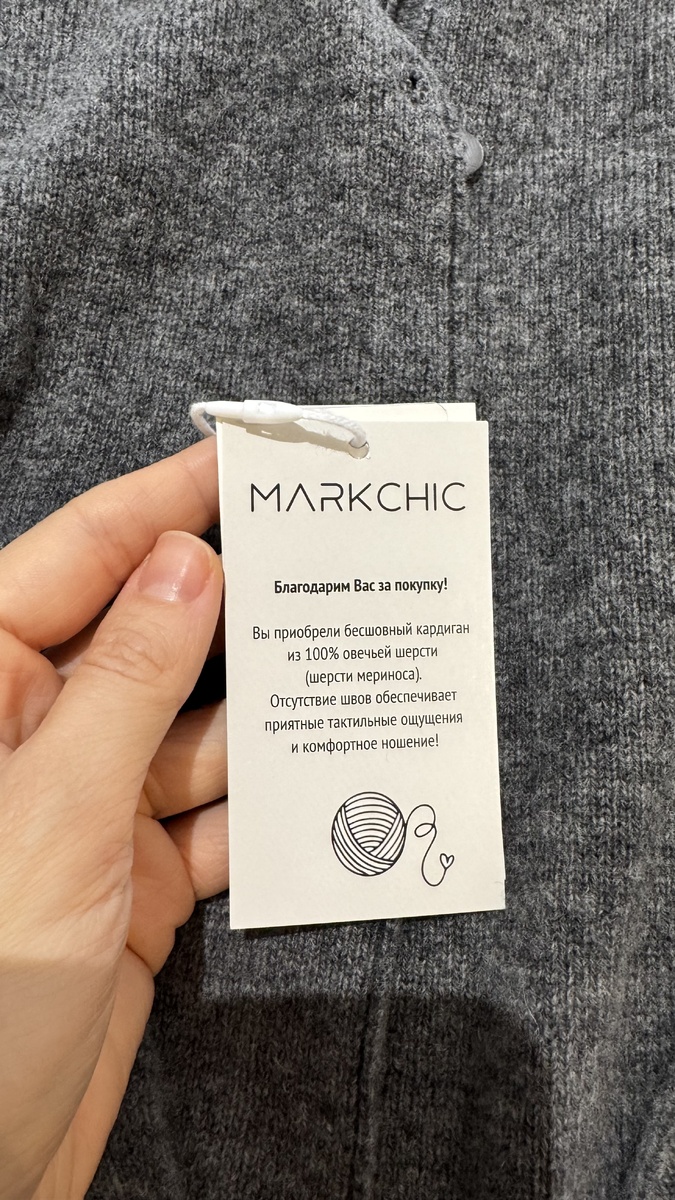 MARKCHIC
Благодарим Вас за покупку!
Вы приобрели бесшовный кардиган
из 100% овечьей шерсти
(шерсти мериноса).
Отсутствие швов обеспечивает
приятные тактильные ощущения
и комфортное ношение!